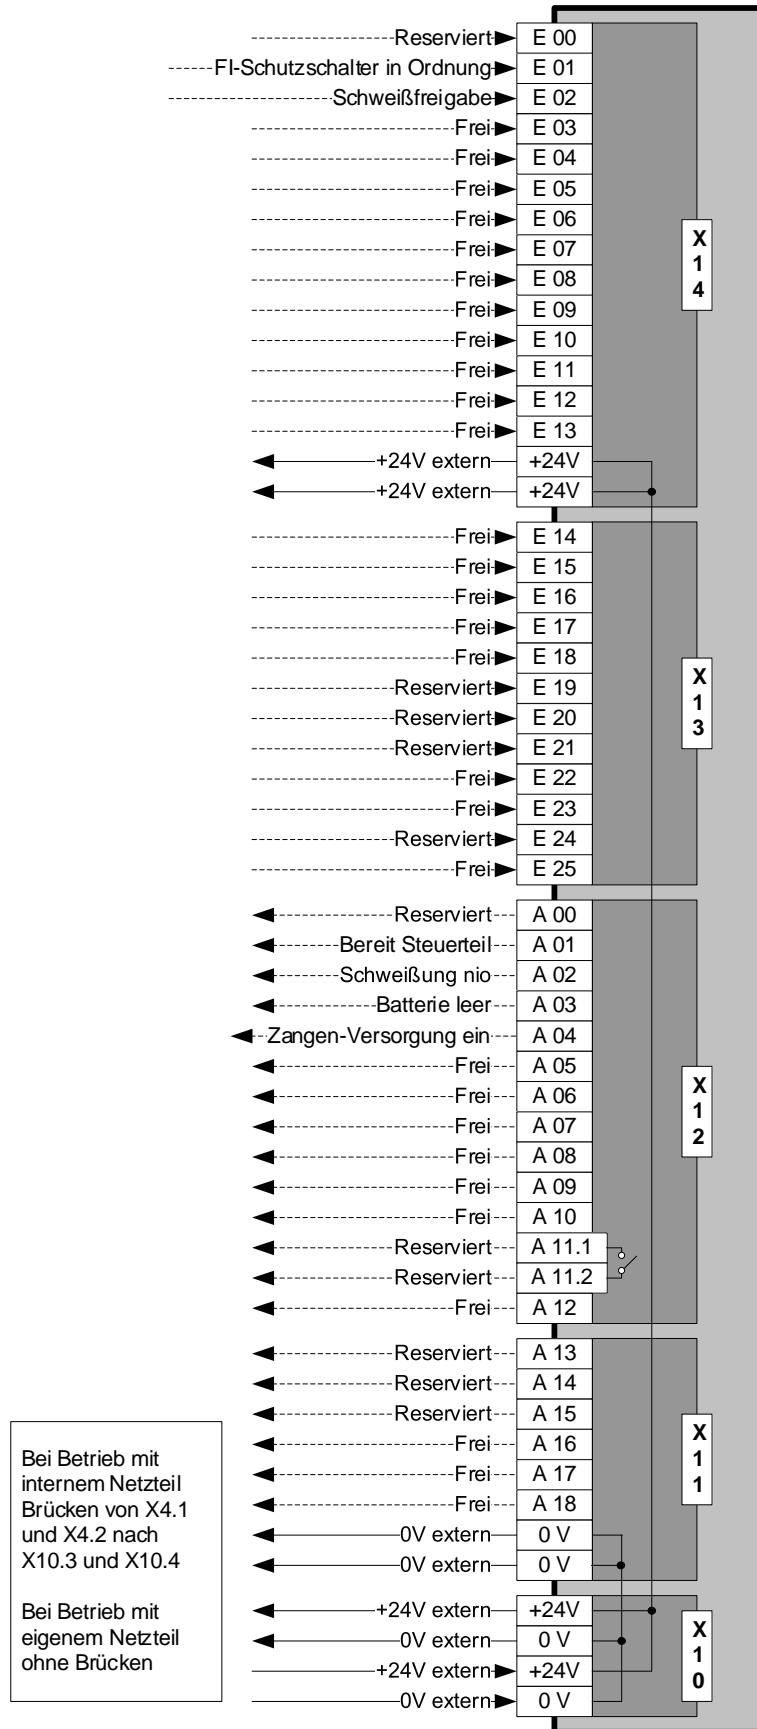 Reserviert E 00
FI-Schutzschalter in Ordnung E 01
Schweißfreigabe E 02
Frei E 03
Frei E 04
Frei E 05
Frei E 06
Frei E 07
Frei E 08
Frei E 09
Frei E 10
Frei E 11
Frei E 12
Frei E 13
+24V extern +24V
+24V extern +24V
X14
Frei E 14
Frei E 15
Frei E 16
Frei E 17
Frei E 18
Reserviert E 19
Reserviert E 20
Reserviert E 21
Frei E 22
Frei E 23
Reserviert E 24
Frei E 25
X13
Reserviert A 00
Bereit Steuerteil A 01
Schweißung nio A 02
Batterie leer A 03
Zangen-Versorgung ein A 04
Frei A 05
Frei A 06
Frei A 07
Frei A 08
Frei A 09
Frei A 10
Reserviert A 11.1
Reserviert A 11.2
Frei A 12
X12
Reserviert A 13
Reserviert A 14
Reserviert A 15
Frei A 16
Frei A 17
Frei A 18
0V extern 0 V
0V extern 0 V
X11
+24V extern +24V
0V extern 0 V
+24V extern +24V
0V extern 0 V
X10
Bei Betrieb mit
internem Netzteil
Brücken von X4.1
und X4.2 nach
X10.3 und X10.4
Bei Betrieb mit
eigenem Netzteil
ohne Brücken